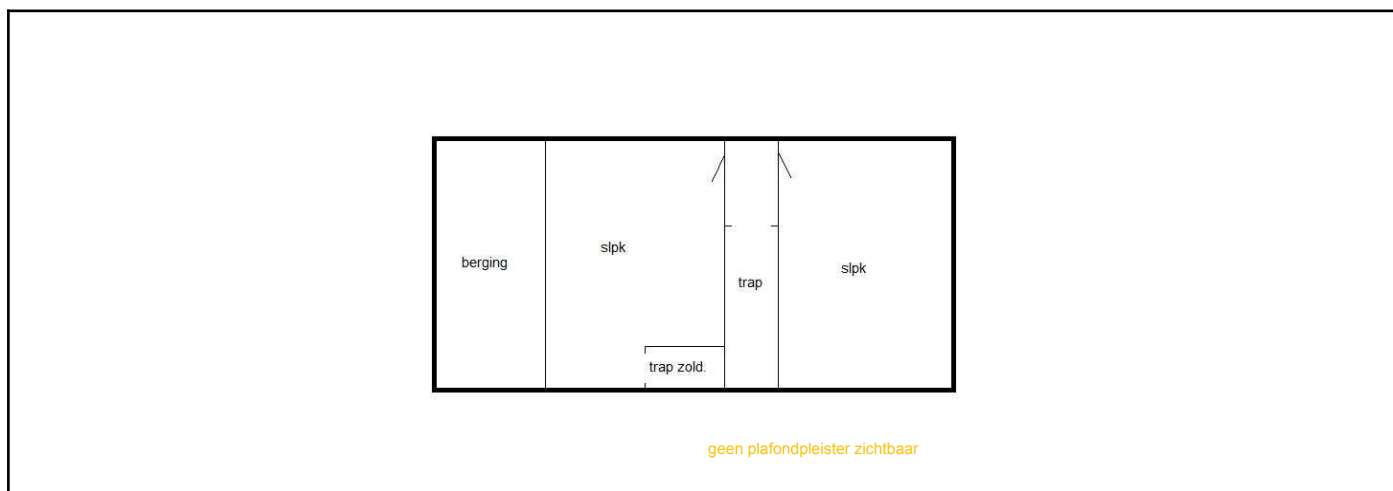 slpk
berging
slpk
trap
trap zold.
geen plafondpleister zichtbaar